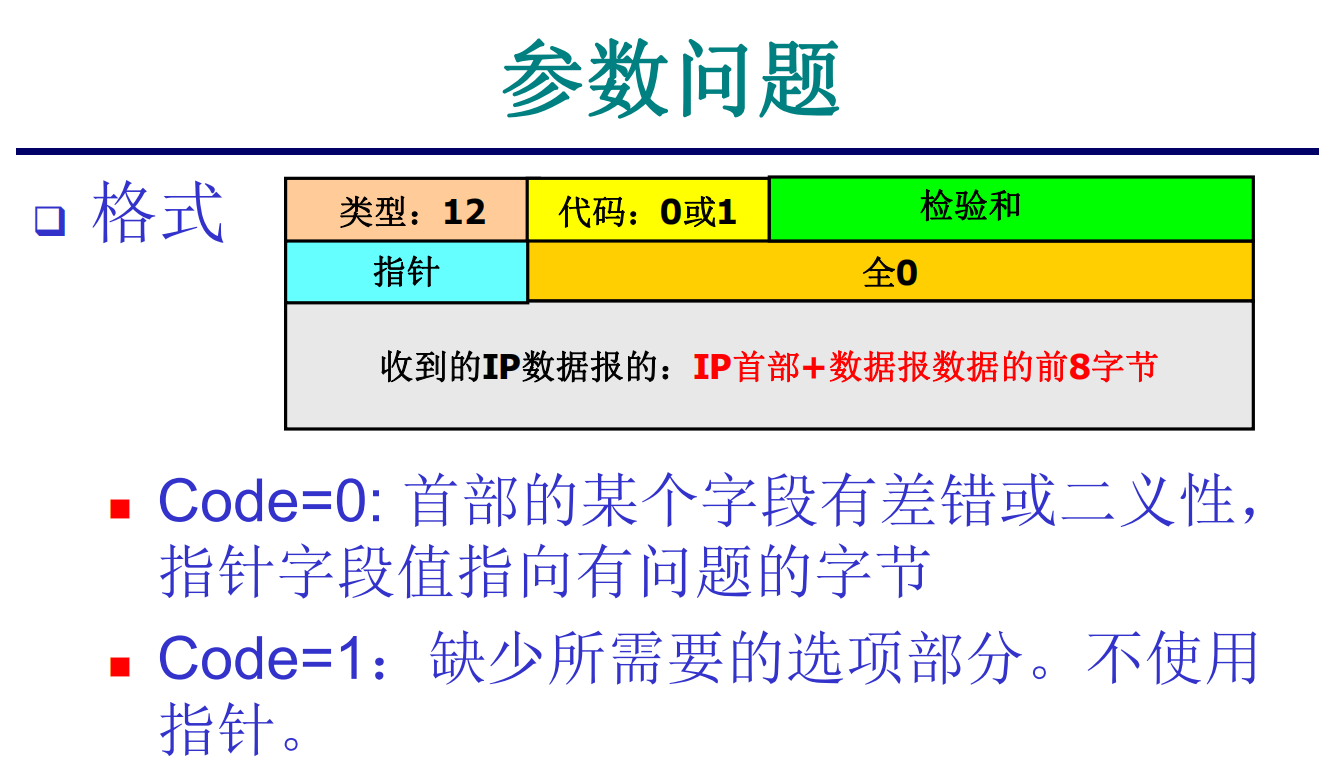 参数问题
格式
类型：12 代码：0或1 检验和
指针 全0
收到的IP数据报的：IP首部+数据报数据的前8字节
Code=0: 首部的某个字段有差错或二义性，
指针字段值指向有问题的字节
Code=1：缺少所需要的选项部分。不使用
指针。